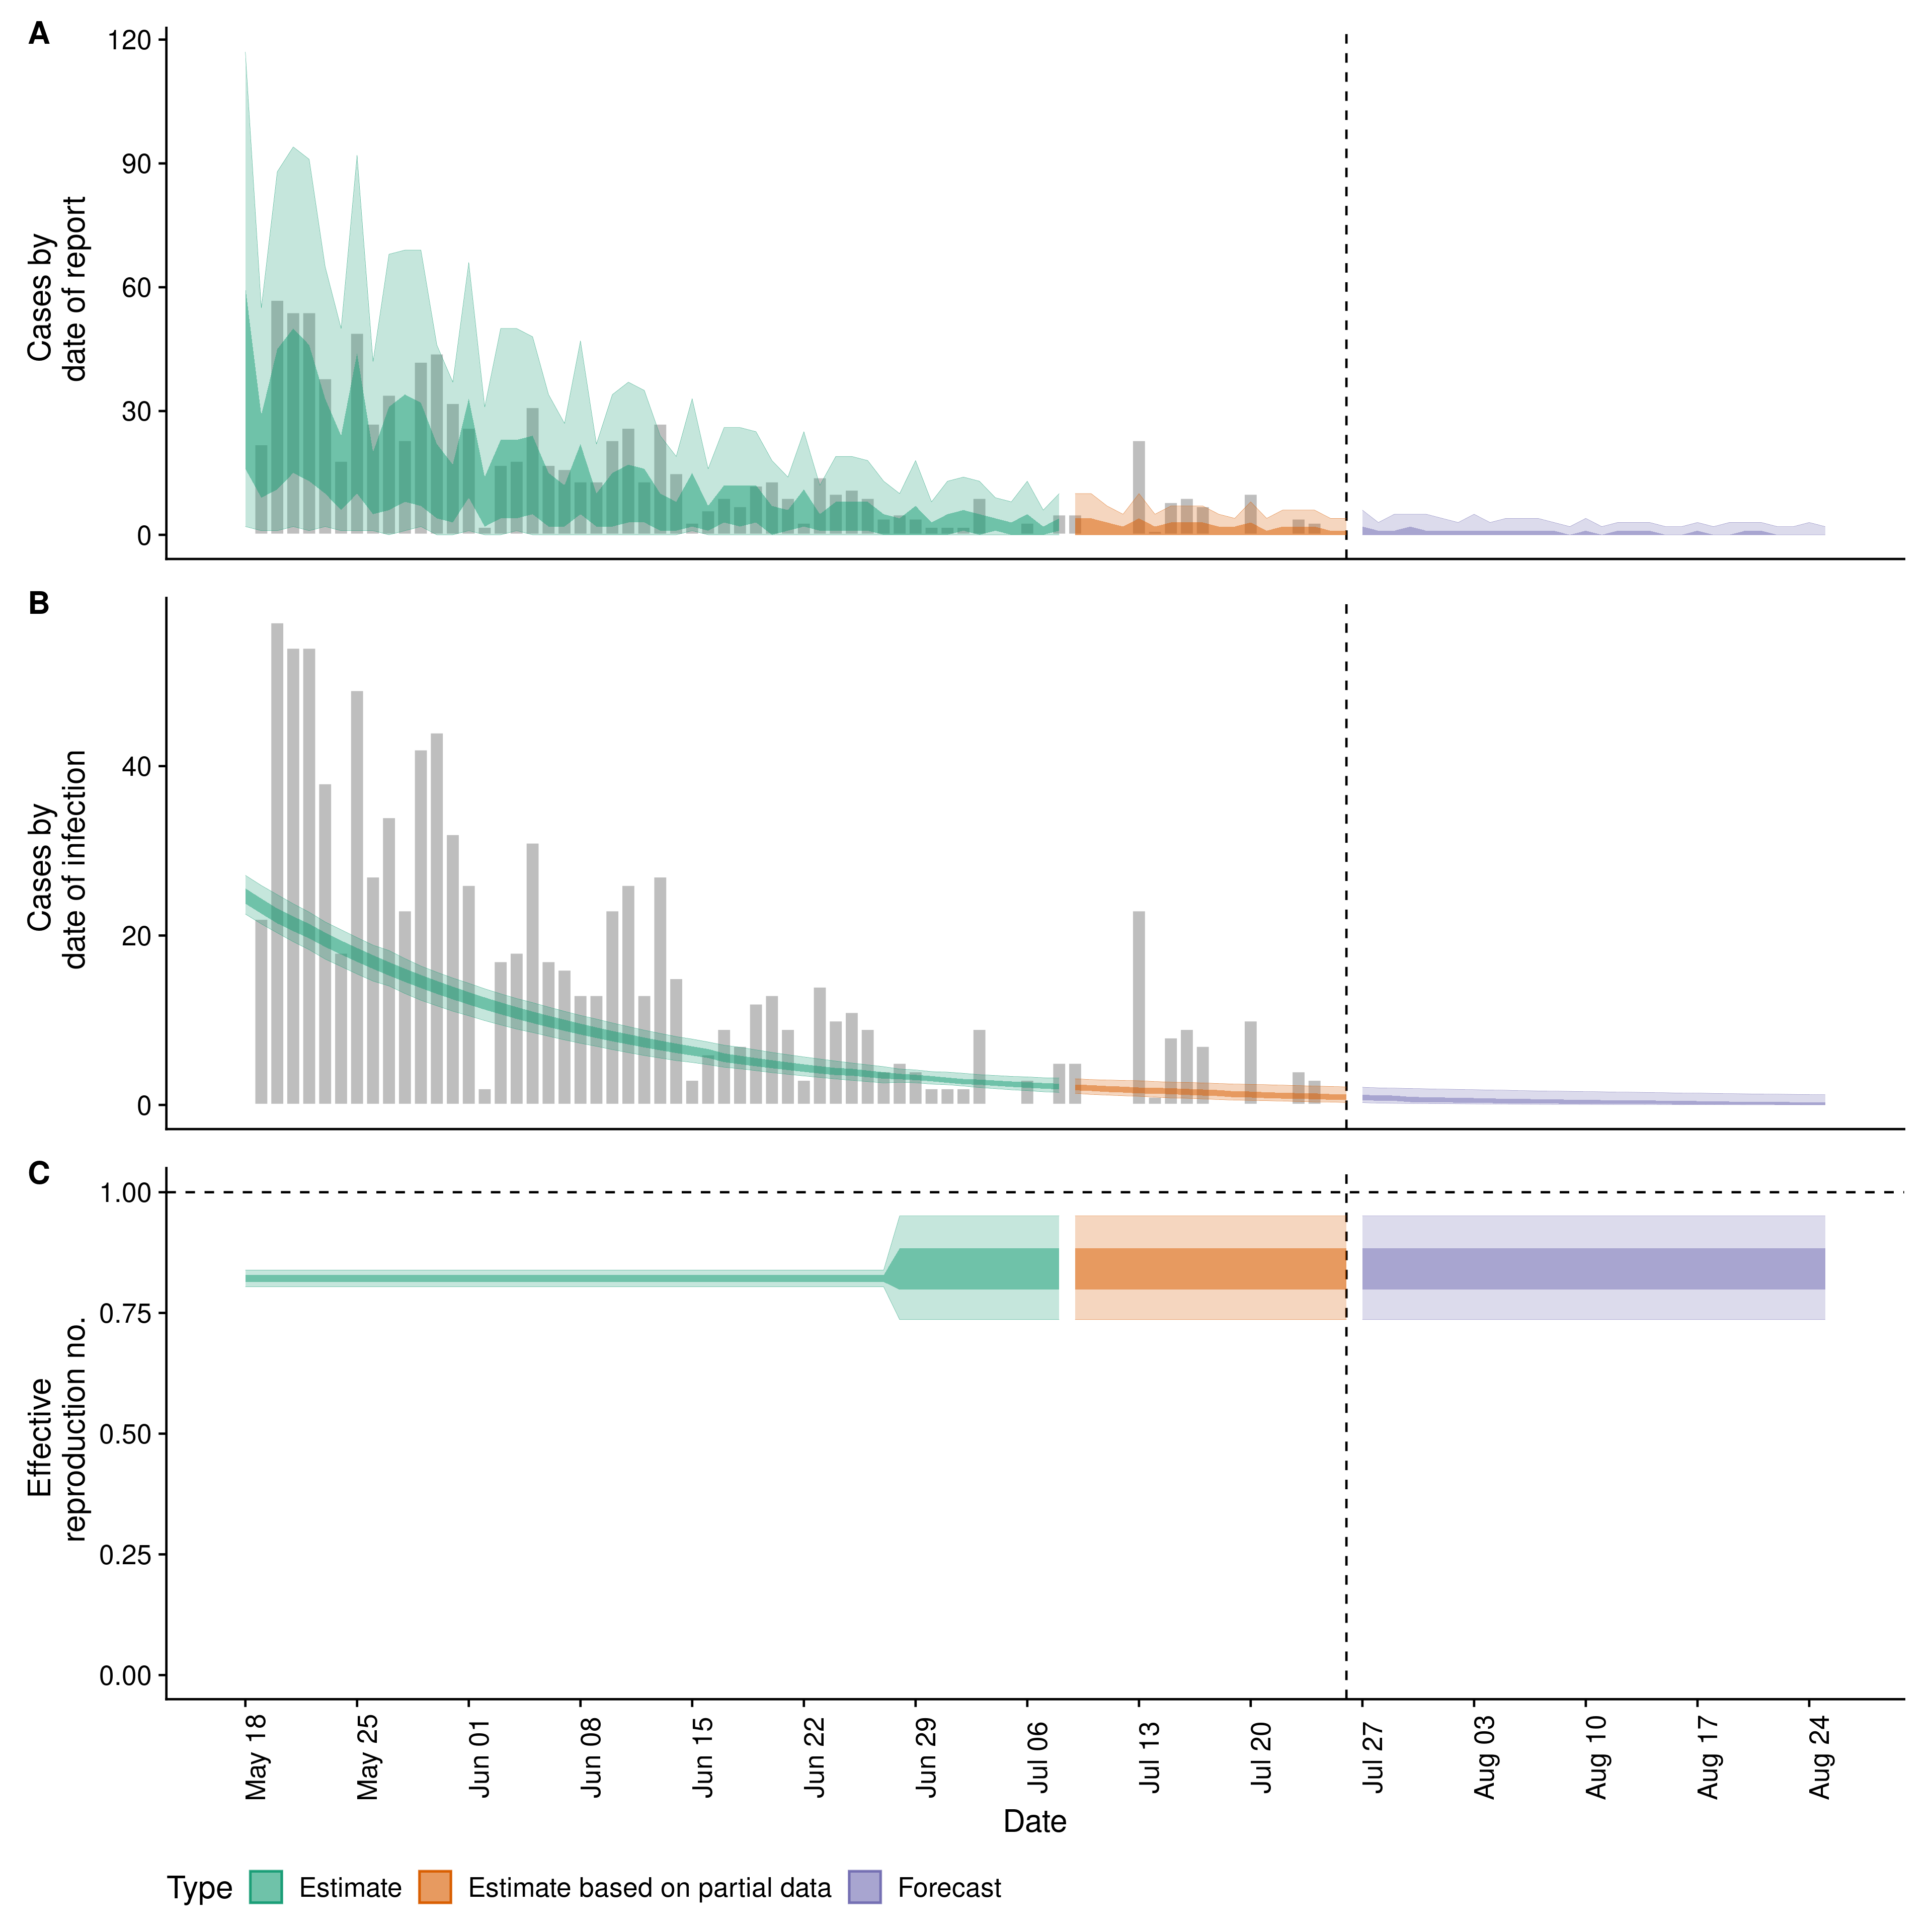 A
120
90
60
30
0
Cases by
date of report
B
40
20
0
Cases by
date of infection
C
1.00
0.75
0.50
0.25
0.00
Effective
reproduction no.
May 18
May 25
Jun 01
Jun 08
Jun 15
Jun 22
Jun 29
Jul 06
Jul 13
Jul 20
Jul 27
Aug 03
Aug 10
Aug 17
Aug 24
Date
Type Estimate Estimate based on partial data Forecast